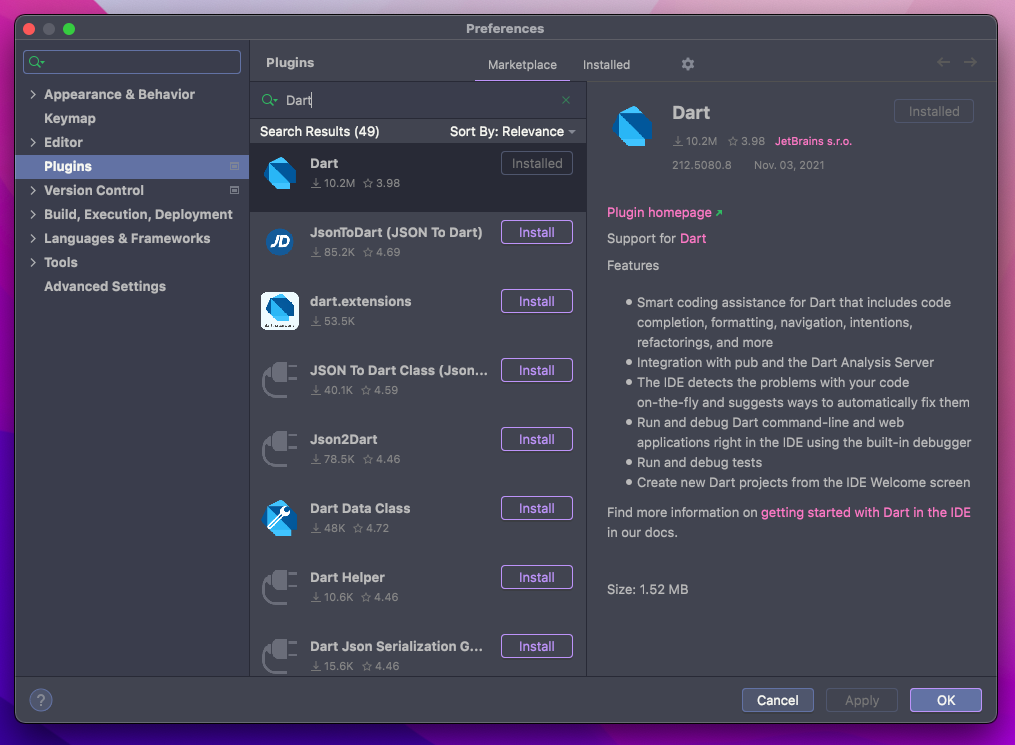 Preferences
Appearance & Behavior
Keymap
Editor
Plugins
Version Control
Build, Execution, Deployment
Languages & Frameworks
Tools
Advanced Settings
Plugins
Marketplace
Installed
Dart
Search Results (49)
Sort By: Relevance
Dart
10.2M 3.98
Installed
JsonToDart (JSON To Dart)
85.2K 4.69
Install
JD
dart.extensions
53.5K
Install
JSON To Dart Class (Json...
40.1K 4.59
Install
Json2Dart
78.5K 4.46
Install
Dart Data Class
48K 4.72
Install
Dart Helper
10.6K 4.46
Install
Dart Json Serialization G...
15.6K 4.46
Install
Dart
Installed
10.2M 3.98 JetBrains s.r.o.
212.5080.8 Nov. 03, 2021
Plugin homepage
Support for Dart
Features
Smart coding assistance for Dart that includes code
completion, formatting, navigation, intentions,
refactorings, and more
Integration with pub and the Dart Analysis Server
The IDE detects the problems with your code
on-the-fly and suggests ways to automatically fix them
Run and debug Dart command-line and web
applications right in the IDE using the built-in debugger
Run and debug tests
Create new Dart projects from the IDE Welcome screen
Find more information on getting started with Dart in the IDE
in our docs.
Size: 1.52 MB
?
Cancel
Apply
OK